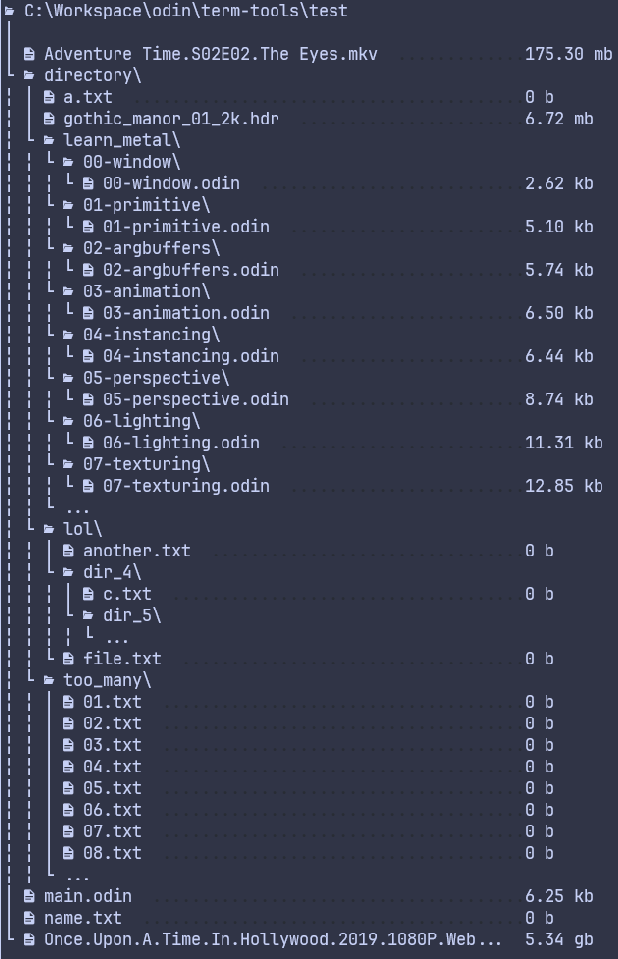 C:\Workspace\odin\term-tools\test
Adventure Time.S02E02.The Eyes.mkv 175.30 mb
directory\
a.txt 0 b
gothic_manor_01_2k.hdr 6.72 mb
learn_metal\
00-window\
00-window.odin 2.62 kb
01-primitive\
01-primitive.odin 5.10 kb
02-argbuffers\
02-argbuffers.odin 5.74 kb
03-animation\
03-animation.odin 6.50 kb
04-instancing\
04-instancing.odin 6.44 kb
05-perspective\
05-perspective.odin 8.74 kb
06-lighting\
06-lighting.odin 11.31 kb
07-texturing\
07-texturing.odin 12.85 kb
...
lol\
another.txt 0 b
dir_4\
c.txt 0 b
dir_5\
...
file.txt 0 b
too_many\
01.txt 0 b
02.txt 0 b
03.txt 0 b
04.txt 0 b
05.txt 0 b
06.txt 0 b
07.txt 0 b
08.txt 0 b
...
main.odin 6.25 kb
name.txt 0 b
Once.Upon.A.Time.In.Hollywood.2019.1080P.Web... 5.34 gb